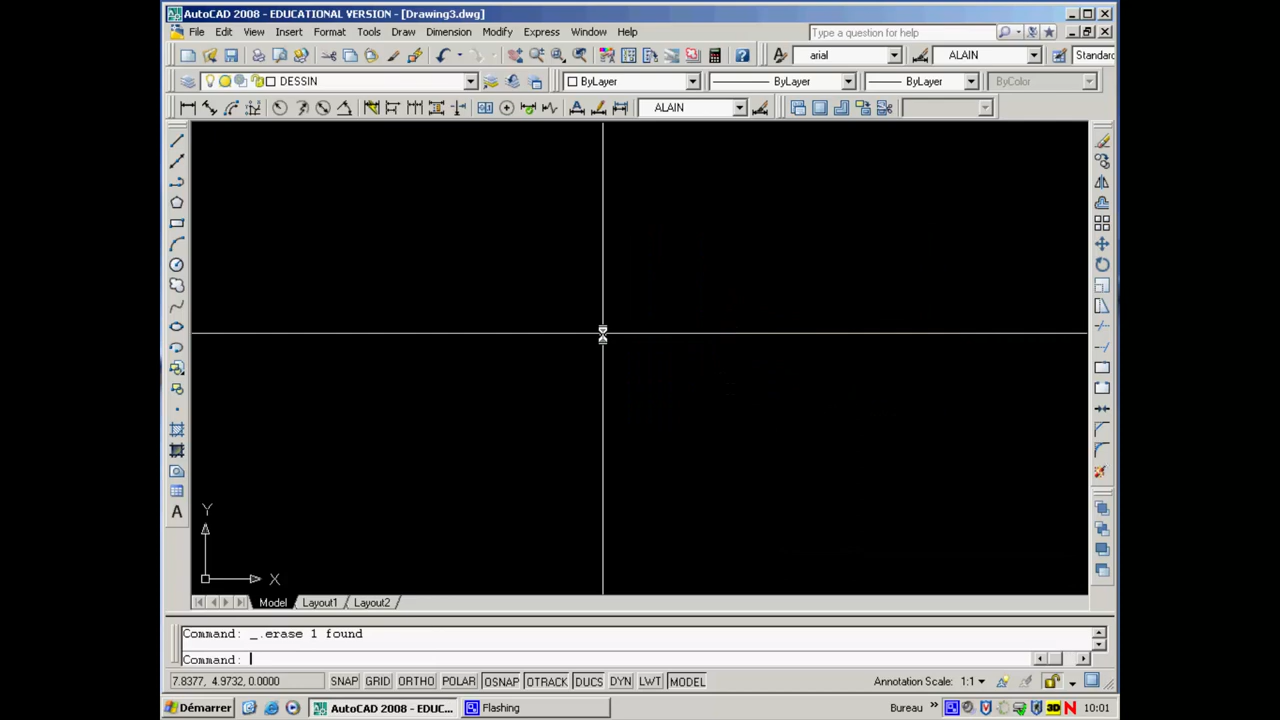 AutoCAD 2008 - EDUCATIONAL VERSION - [Drawing3.dwg]
File Edit View Insert Format Tools Draw Dimension Modify Express Window Help Type a question for help
arial ALAIN Standar
DESSIN ByLayer ByLayer ByLayer ByColor
ALAIN
A
Y
X
Model Layout1 Layout2
Command: _.erase 1 found
Command:
7.8377, 4.9732, 0.0000 SNAP GRID ORTHO POLAR OSNAP OTRACK DUCS DYN LWT MODEL Annotation Scale: 1:1
Démarrer AutoCAD 2008 - EDUC... Flashing Bureau » 3D N 10:01